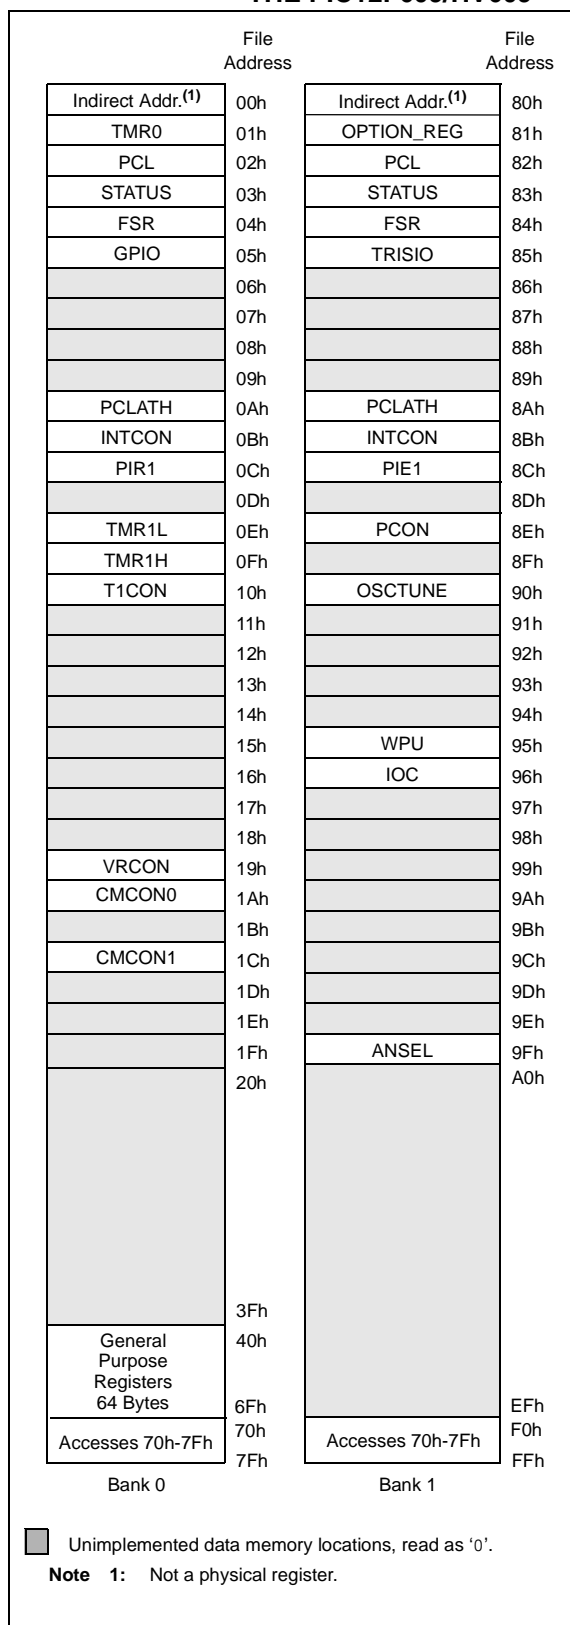 File File
Address Address
Indirect Addr.(1) 00h Indirect Addr.(1) 80h
TMR0 01h OPTION_REG 81h
PCL 02h PCL 82h
STATUS 03h STATUS 83h
FSR 04h FSR 84h
GPIO 05h TRISIO 85h
06h 86h
07h 87h
08h 88h
09h 89h
PCLATH 0Ah PCLATH 8Ah
INTCON 0Bh INTCON 8Bh
PIR1 0Ch PIE1 8Ch
0Dh 8Dh
TMR1L 0Eh PCON 8Eh
TMR1H 0Fh 8Fh
T1CON 10h OSCTUNE 90h
11h 91h
12h 92h
13h 93h
14h 94h
15h WPU 95h
16h IOC 96h
17h 97h
18h 98h
VRCON 19h 99h
CMCON0 1Ah 9Ah
1Bh 9Bh
CMCON1 1Ch 9Ch
1Dh 9Dh
1Eh 9Eh
1Fh ANSEL 9Fh
20h A0h
3Fh
General 40h
Purpose
Registers
64 Bytes 6Fh EFh
Accesses 70h-7Fh 70h Accesses 70h-7Fh F0h
7Fh FFh
Bank 0 Bank 1
Unimplemented data memory locations, read as ‘0’.
Note 1: Not a physical register.